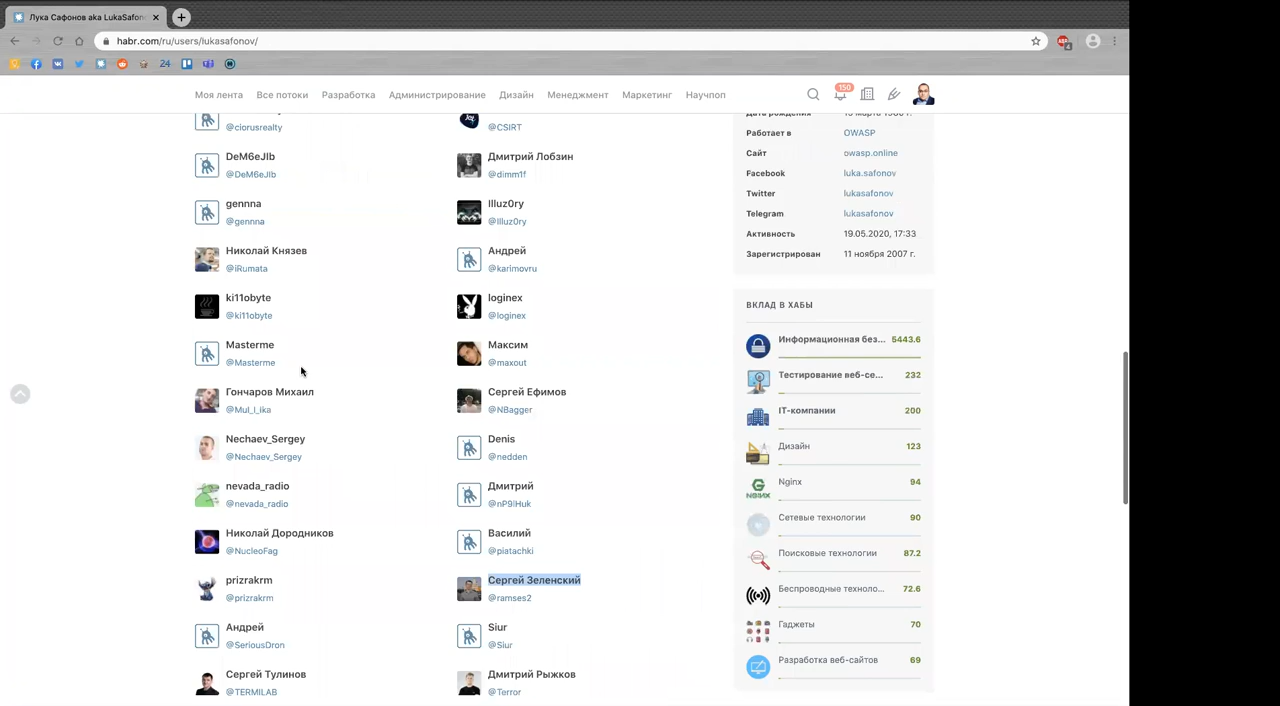 Лука Сафонов aka LukaSafon
habr.com/ru/users/lukasafonov/
24
Моя лента Все потоки Разработка Администрирование Дизайн Менеджмент Маркетинг Научпоп
150
@ciorusrealty
@CSIRT
DeM6eJIb
@DeM6eJIb
Дмитрий Лобзин
@dimm1f
gennna
@gennna
Illuz0ry
@Illuz0ry
Николай Князев
@iRumata
Андрей
@karimovru
ki11obyte
@ki11obyte
loginex
@loginex
Masterme
@Masterme
Максим
@maxout
Гончаров Михаил
@Mul_l_ika
Сергей Ефимов
@NBagger
Nechaev_Sergey
@Nechaev_Sergey
Denis
@nedden
nevada_radio
@nevada_radio
Дмитрий
@nP9IHuk
Николай Дородников
@NucleoFag
Василий
@piatachki
prizrakrm
@prizrakrm
Сергей Зеленский
@ramses2
Андрей
@SeriousDron
Siur
@Siur
Сергей Тулинов
@TERMILAB
Дмитрий Рыжков
@Terror
Дата рождения
Работает в OWASP
Сайт owasp.online
Facebook luka.safonov
Twitter lukasafonov
Telegram lukasafonov
Активность 19.05.2020, 17:33
Зарегистрирован 11 ноября 2007 г.
ВКЛАД В ХАБЫ
Информационная без... 5443.6
Тестирование веб-се... 232
IT-компании 200
Дизайн 123
Nginx 94
Сетевые технологии 90
Поисковые технологии 87.2
Беспроводные техноло... 72.6
Гаджеты 70
Разработка веб-сайтов 69